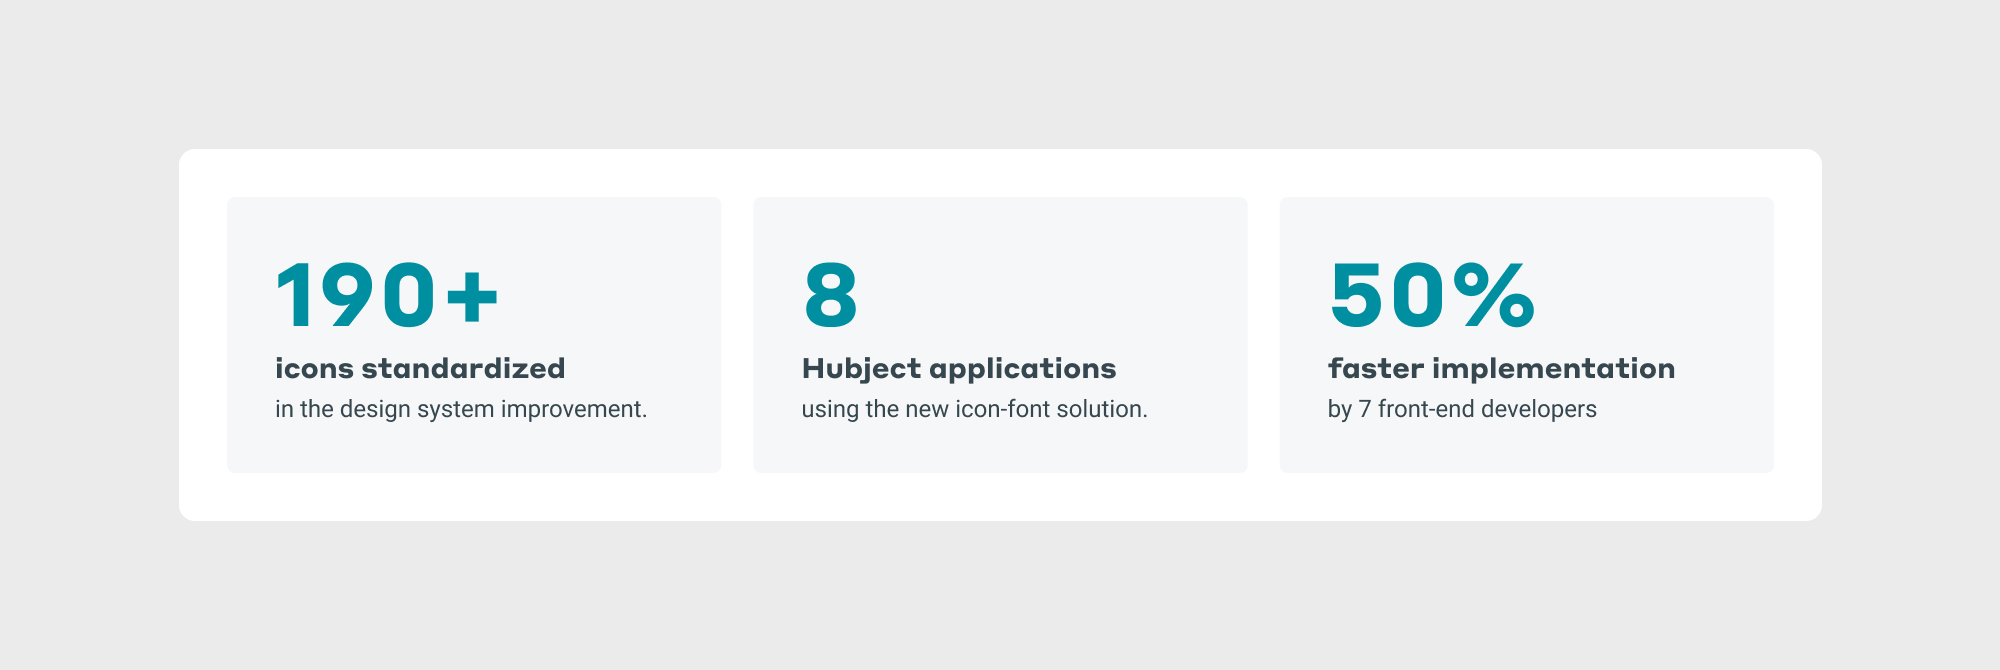 190+
icons standardized
in the design system improvement.
8
Hubject applications
using the new icon-font solution.
50%
faster implementation
by 7 front-end developers